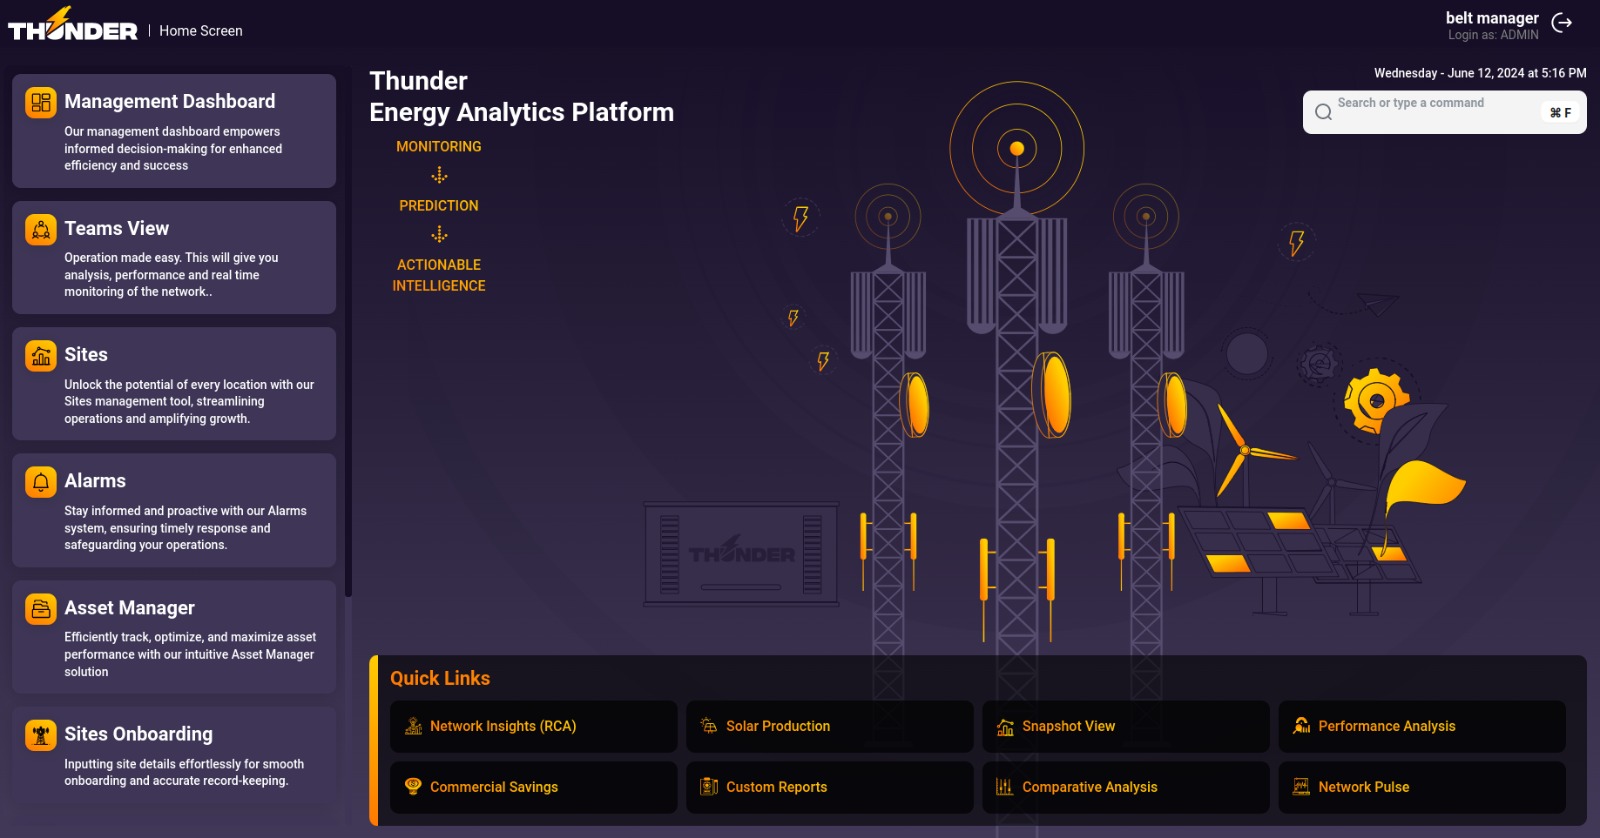 THUNDER | Home Screen
belt manager
Login as: ADMIN
Management Dashboard
Our management dashboard empowers
informed decision-making for enhanced
efficiency and success
Teams View
Operation made easy. This will give you
analysis, performance and real time
monitoring of the network..
Sites
Unlock the potential of every location with our
Sites management tool, streamlining
operations and amplifying growth.
Alarms
Stay informed and proactive with our Alarms
system, ensuring timely response and
safeguarding your operations.
Asset Manager
Efficiently track, optimize, and maximize asset
performance with our intuitive Asset Manager
solution
Sites Onboarding
Inputting site details effortlessly for smooth
onboarding and accurate record-keeping.
Thunder
Energy Analytics Platform
MONITORING
PREDICTION
ACTIONABLE
INTELLIGENCE
Wednesday - June 12, 2024 at 5:16 PM
Search or type a command
⌘ F
THUNDER
Quick Links
Network Insights (RCA)
Solar Production
Snapshot View
Performance Analysis
Commercial Savings
Custom Reports
Comparative Analysis
Network Pulse